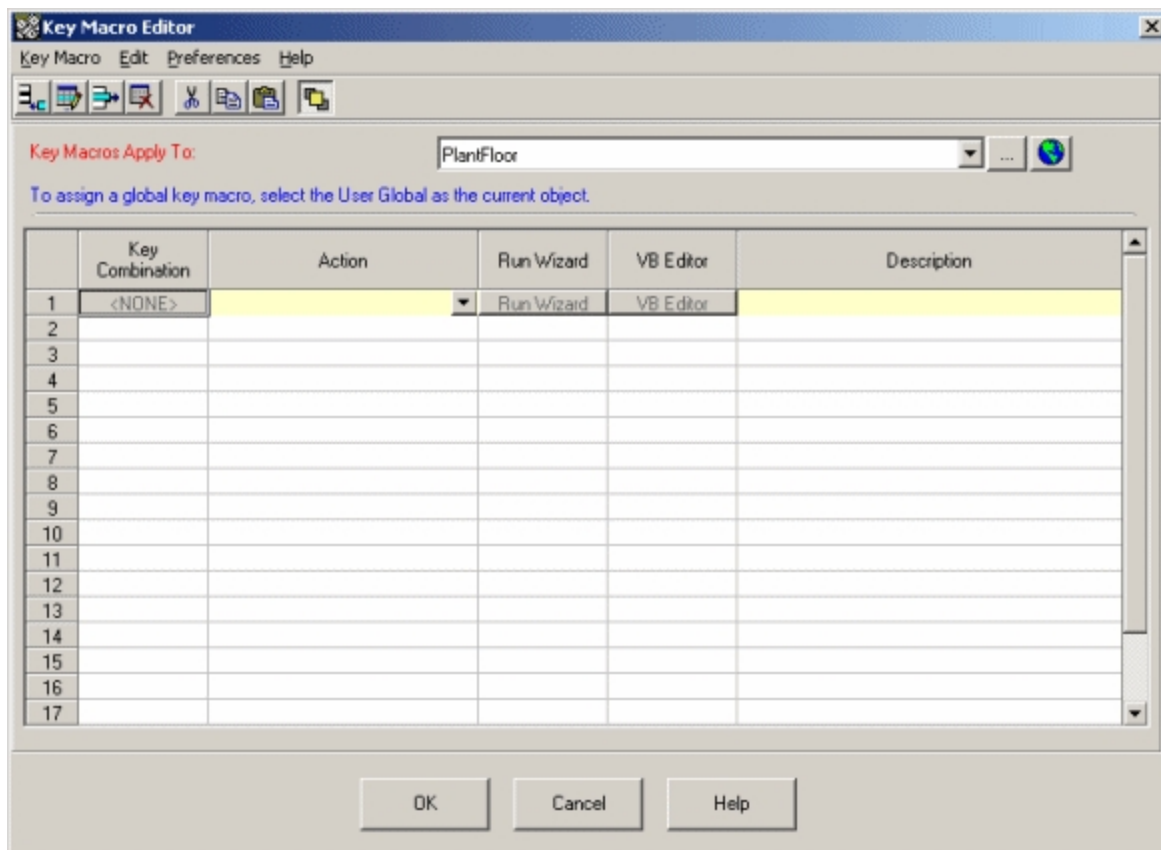 Key Macro Editor
Key Macro Edit Preferences Help
Key Macros Apply To: PlantFloor ...
To assign a global key macro, select the User Global as the current object.
Key Combination Action Run Wizard VB Editor Description
1 <NONE> Run Wizard VB Editor
2
3
4
5
6
7
8
9
10
11
12
13
14
15
16
17
OK Cancel Help